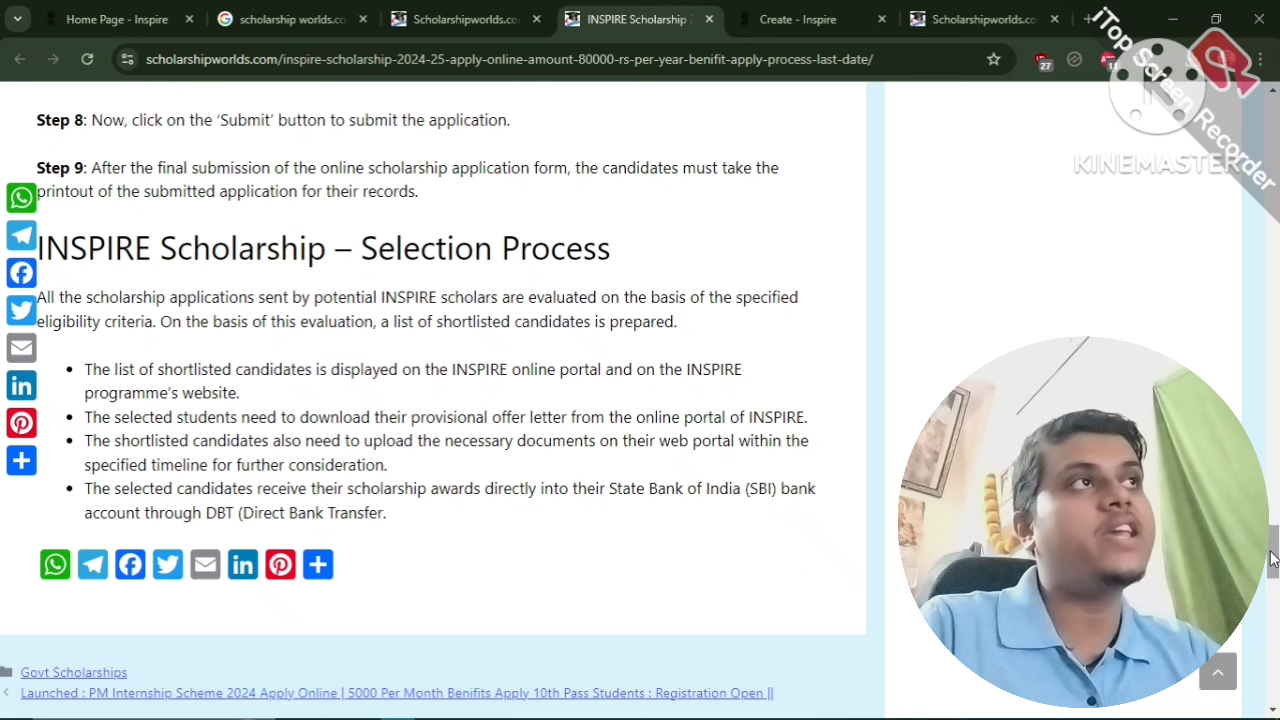 Home Page - Inspire
scholarship worlds.co
Scholarshipworlds.co
INSPIRE Scholarship 2
Create - Inspire
Scholarshipworlds.co
scholarshipworlds.com/inspire-scholarship-2024-25-apply-online-amount-80000-rs-per-year-benifit-apply-process-last-date/
27
iTop Screen Recorder
KINEMASTER
Step 8: Now, click on the ‘Submit’ button to submit the application.
Step 9: After the final submission of the online scholarship application form, the candidates must take the
printout of the submitted application for their records.
INSPIRE Scholarship – Selection Process
All the scholarship applications sent by potential INSPIRE scholars are evaluated on the basis of the specified
eligibility criteria. On the basis of this evaluation, a list of shortlisted candidates is prepared.
The list of shortlisted candidates is displayed on the INSPIRE online portal and on the INSPIRE
programme’s website.
The selected students need to download their provisional offer letter from the online portal of INSPIRE.
The shortlisted candidates also need to upload the necessary documents on their web portal within the
specified timeline for further consideration.
The selected candidates receive their scholarship awards directly into their State Bank of India (SBI) bank
account through DBT (Direct Bank Transfer.
Govt Scholarships
Launched : PM Internship Scheme 2024 Apply Online | 5000 Per Month Benifits Apply 10th Pass Students : Registration Open ||